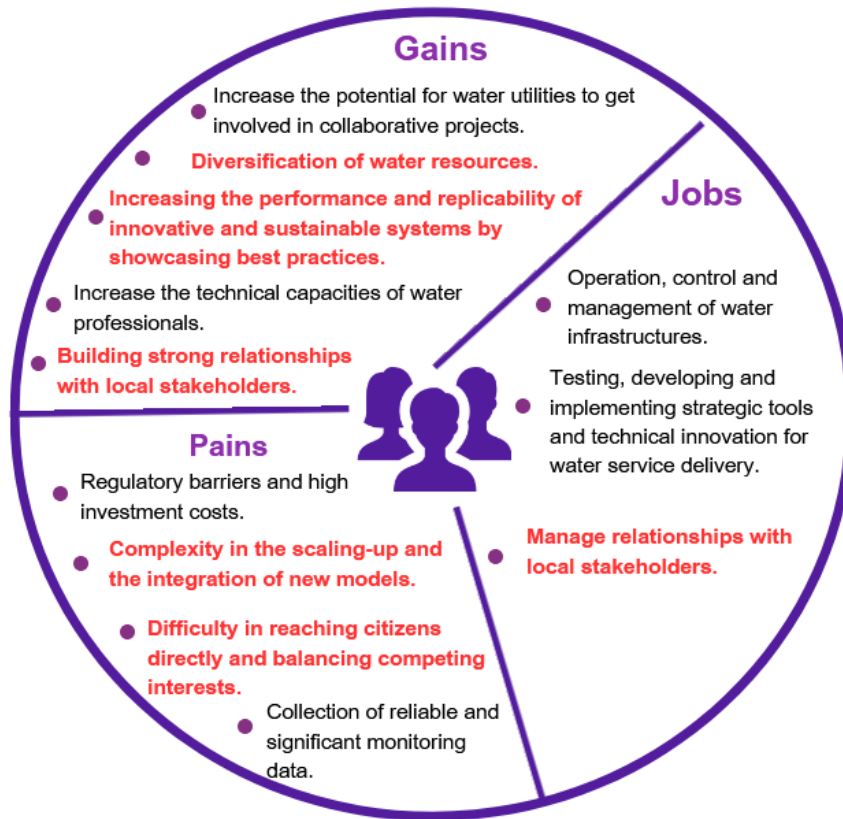 Gains
Increase the potential for water utilities to get
involved in collaborative projects.
Diversification of water resources.
Increasing the performance and replicability of
innovative and sustainable systems by
showcasing best practices.
Increase the technical capacities of water
professionals.
Building strong relationships
with local stakeholders.
Jobs
Operation, control and
management of water
infrastructures.
Testing, developing and
implementing strategic tools
and technical innovation for
water service delivery.
Manage relationships with
local stakeholders.
Pains
Regulatory barriers and high
investment costs.
Complexity in the scaling-up and
the integration of new models.
Difficulty in reaching citizens
directly and balancing competing
interests.
Collection of reliable and
significant monitoring
data.